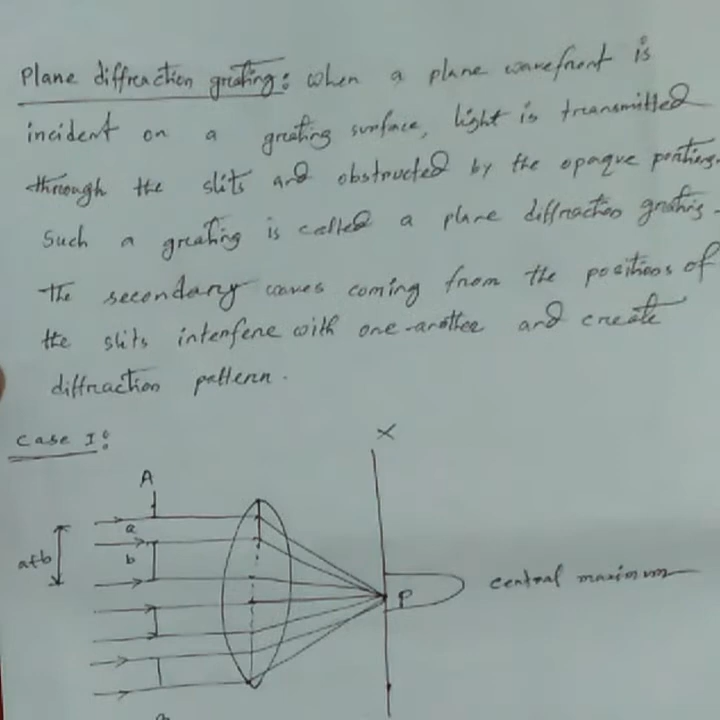 Plane diffraction grating: When a plane wavefront is
incident on a grating surface, light is transmitted
through the slits and obstructed by the opaque portions.
Such a grating is called a plane diffraction grating.
The secondary waves coming from the positions of
the slits interfere with one-another and create
diffraction pattern.
Case I:
X
A
a
a+b
b
P
central maximum